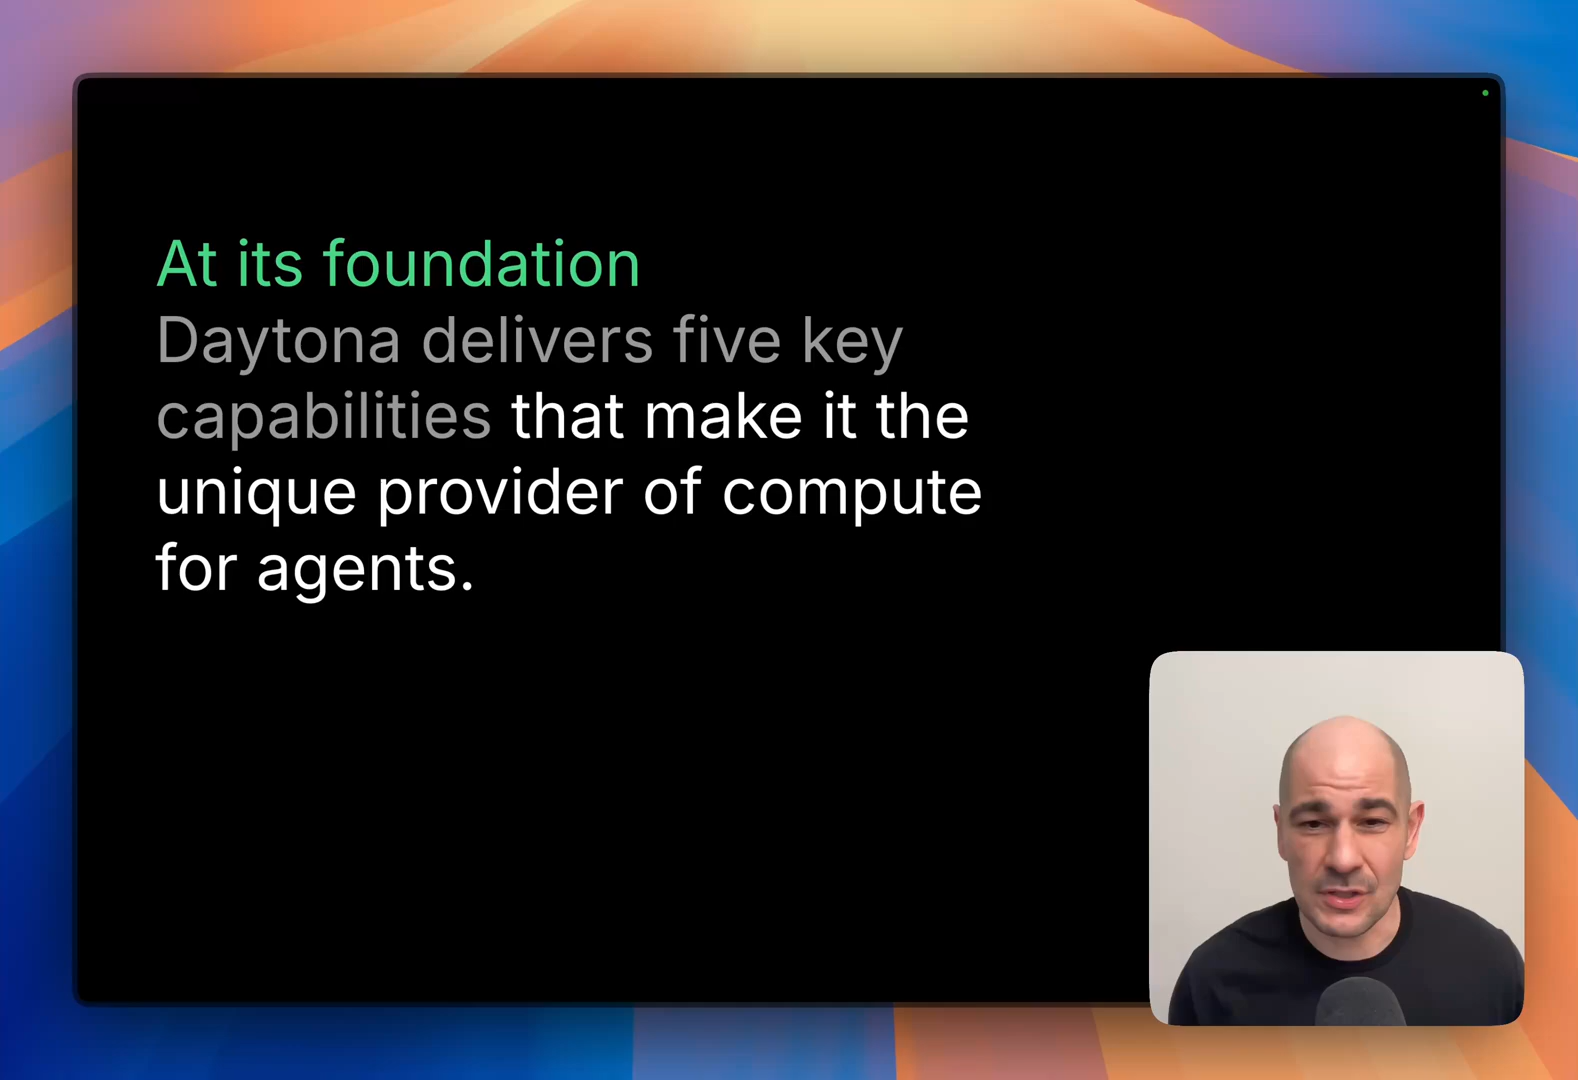 At its foundation
Daytona delivers five key
capabilities that make it the
unique provider of compute
for agents.